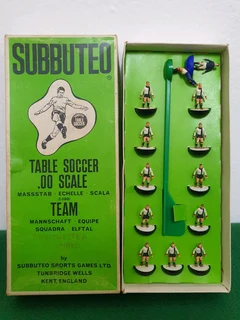 SUBBUTEO
TABLE SOCCER
.00 SCALE
MASSSTAB · ECHELLE · SCALA
TEAM
MANNSCHAFT · EQUIPE
SQUADRA · ELFTAL
by
SUBBUTEO SPORTS GAMES LTD.
TUNBRIDGE WELLS
KENT, ENGLAND